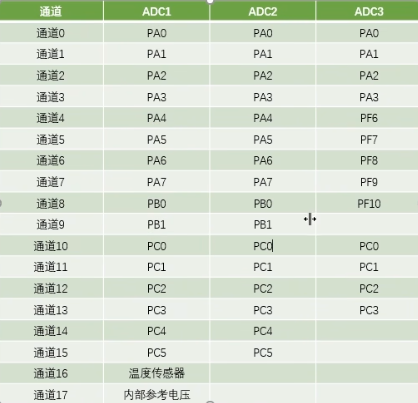 通道 ADC1 ADC2 ADC3
通道0 PA0 PA0 PA0
通道1 PA1 PA1 PA1
通道2 PA2 PA2 PA2
通道3 PA3 PA3 PA3
通道4 PA4 PA4 PF6
通道5 PA5 PA5 PF7
通道6 PA6 PA6 PF8
通道7 PA7 PA7 PF9
通道8 PB0 PB0 PF10
通道9 PB1 PB1
通道10 PC0 PC0 PC0
通道11 PC1 PC1 PC1
通道12 PC2 PC2 PC2
通道13 PC3 PC3 PC3
通道14 PC4 PC4
通道15 PC5 PC5
通道16 温度传感器
通道17 内部参考电压